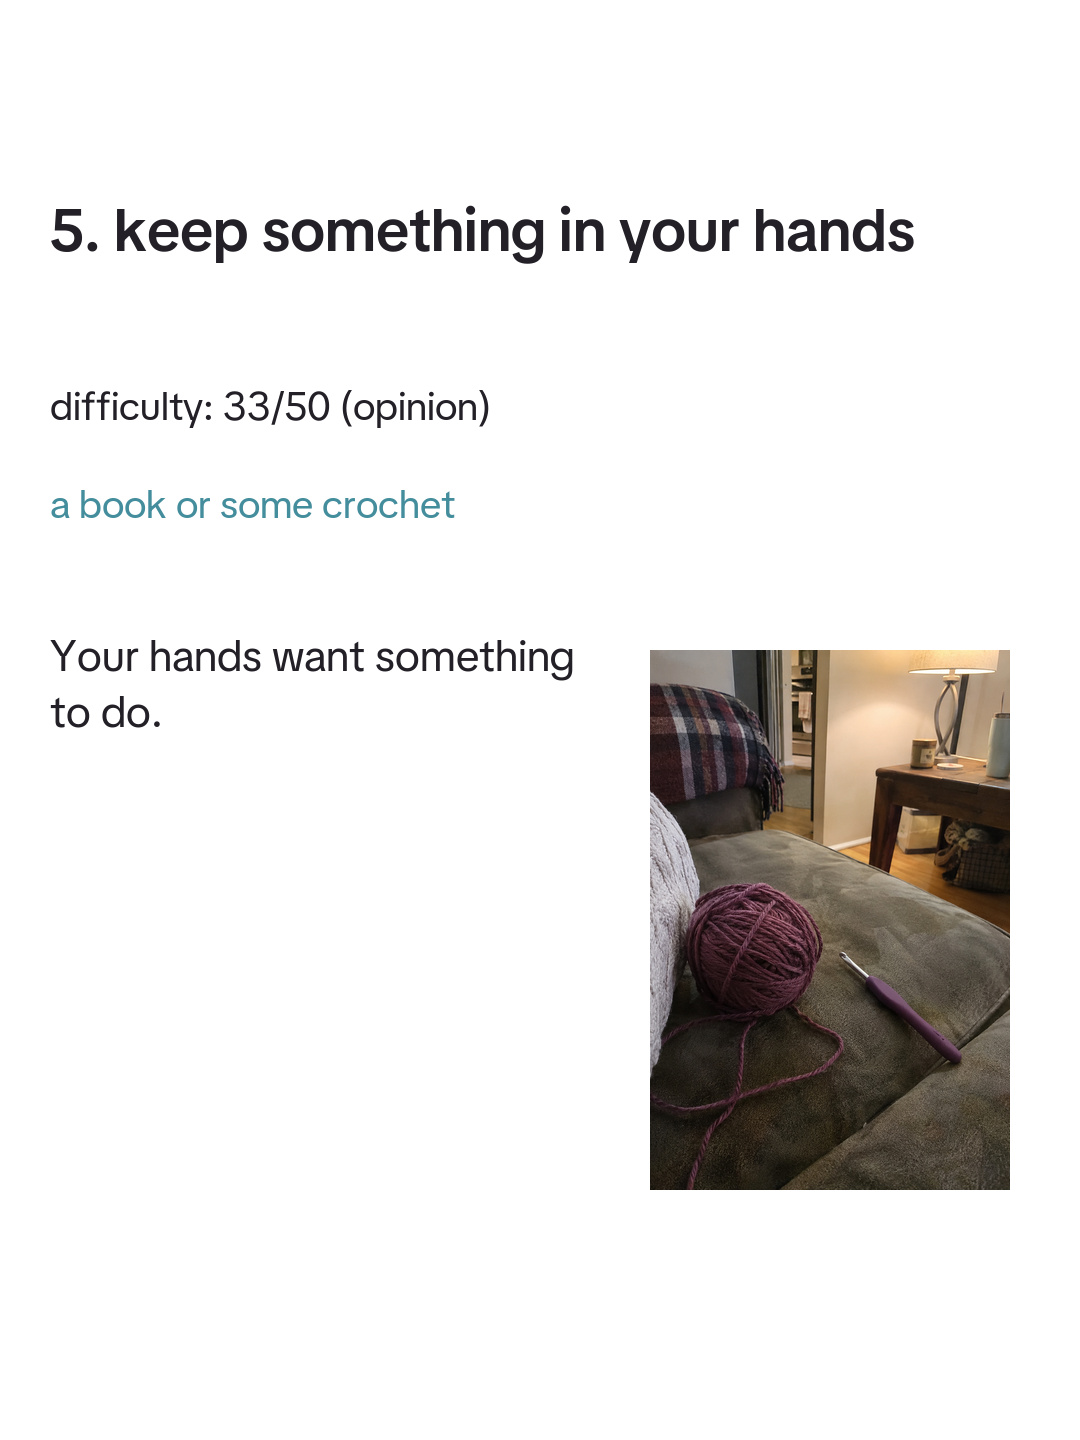 5. keep something in your hands
difficulty: 33/50 (opinion)
a book or some crochet
Your hands want something
to do.